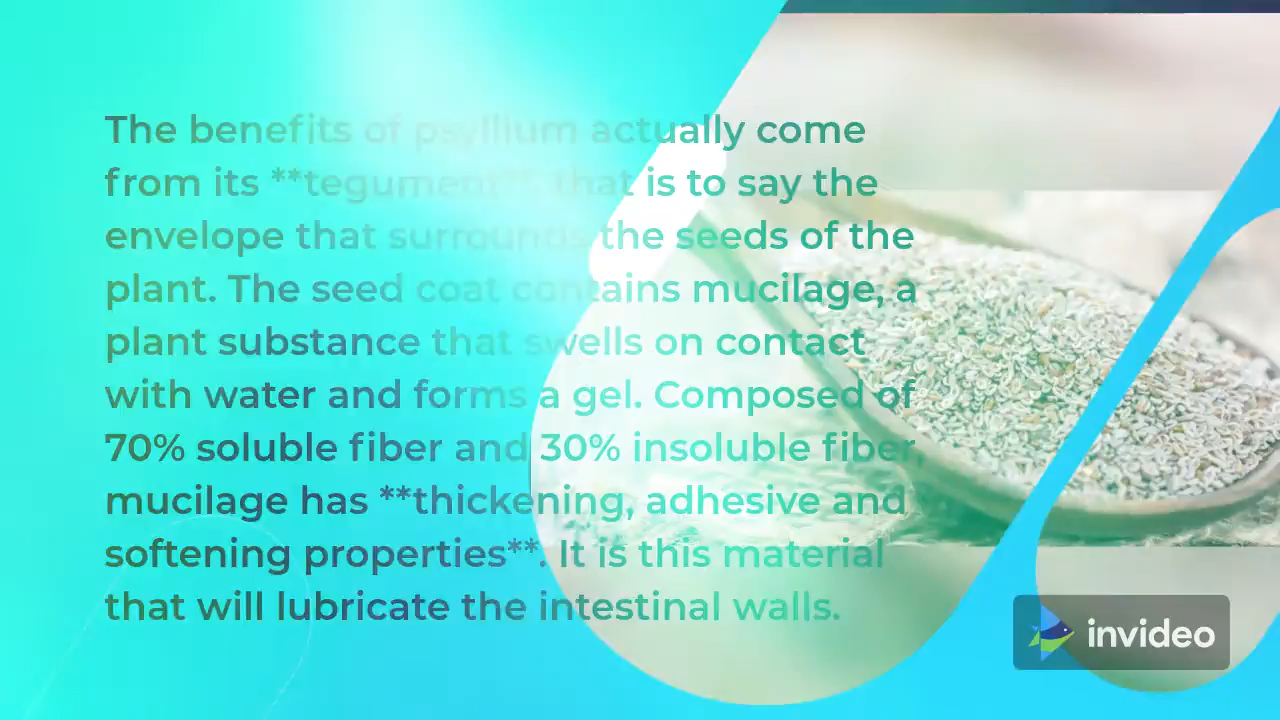 The benefits of psyllium actually come
from its **tegument**, that is to say the
envelope that surrounds the seeds of the
plant. The seed coat contains mucilage, a
plant substance that swells on contact
with water and forms a gel. Composed of
70% soluble fiber and 30% insoluble fiber,
mucilage has **thickening, adhesive and
softening properties**. It is this material
that will lubricate the intestinal walls.
invideo